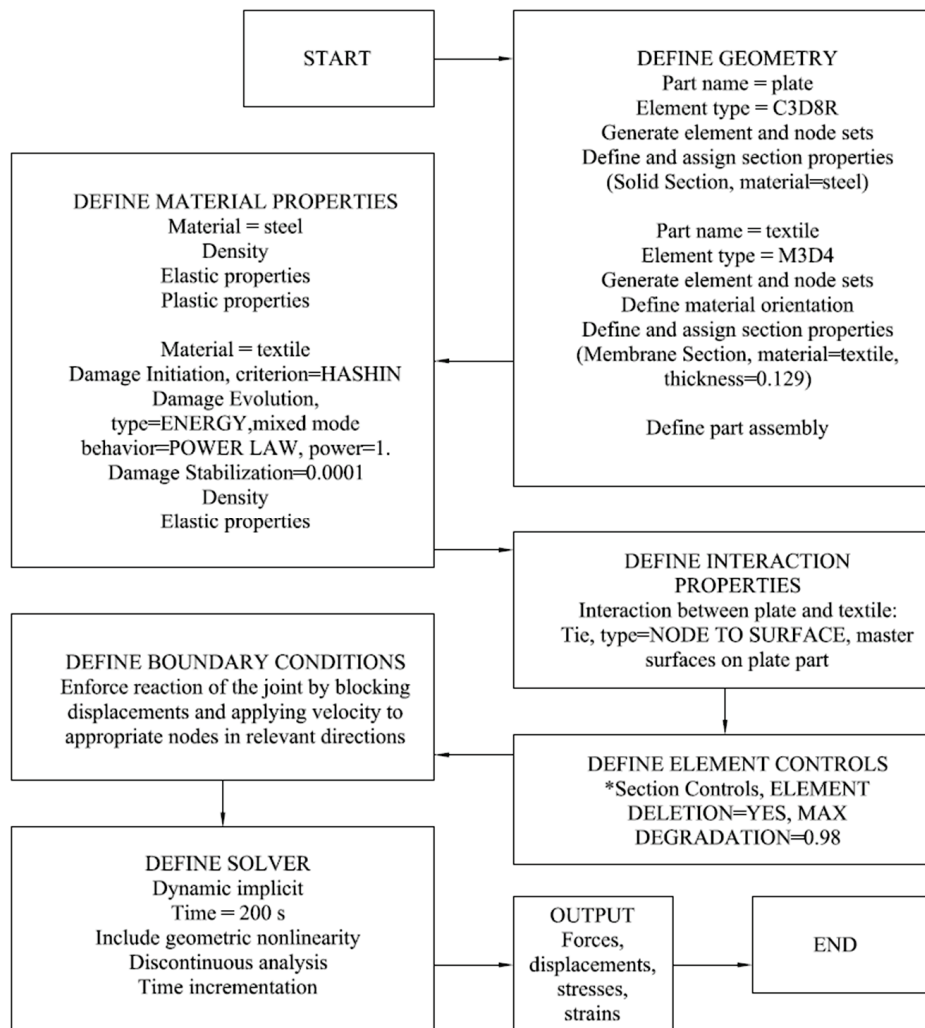 START
DEFINE GEOMETRY
Part name = plate
Element type = C3D8R
Generate element and node sets
Define and assign section properties
(Solid Section, material=steel)
Part name = textile
Element type = M3D4
Generate element and node sets
Define material orientation
Define and assign section properties
(Membrane Section, material=textile,
thickness=0.129)
Define part assembly
DEFINE MATERIAL PROPERTIES
Material = steel
Density
Elastic properties
Plastic properties
Material = textile
Damage Initiation, criterion=HASHIN
Damage Evolution,
type=ENERGY,mixed mode
behavior=POWER LAW, power=1.
Damage Stabilization=0.0001
Density
Elastic properties
DEFINE INTERACTION
PROPERTIES
Interaction between plate and textile:
Tie, type=NODE TO SURFACE, master
surfaces on plate part
DEFINE ELEMENT CONTROLS
*Section Controls, ELEMENT
DELETION=YES, MAX
DEGRADATION=0.98
DEFINE BOUNDARY CONDITIONS
Enforce reaction of the joint by blocking
displacements and applying velocity to
appropriate nodes in relevant directions
DEFINE SOLVER
Dynamic implicit
Time = 200 s
Include geometric nonlinearity
Discontinuous analysis
Time incrementation
OUTPUT
Forces,
displacements,
stresses,
strains
END